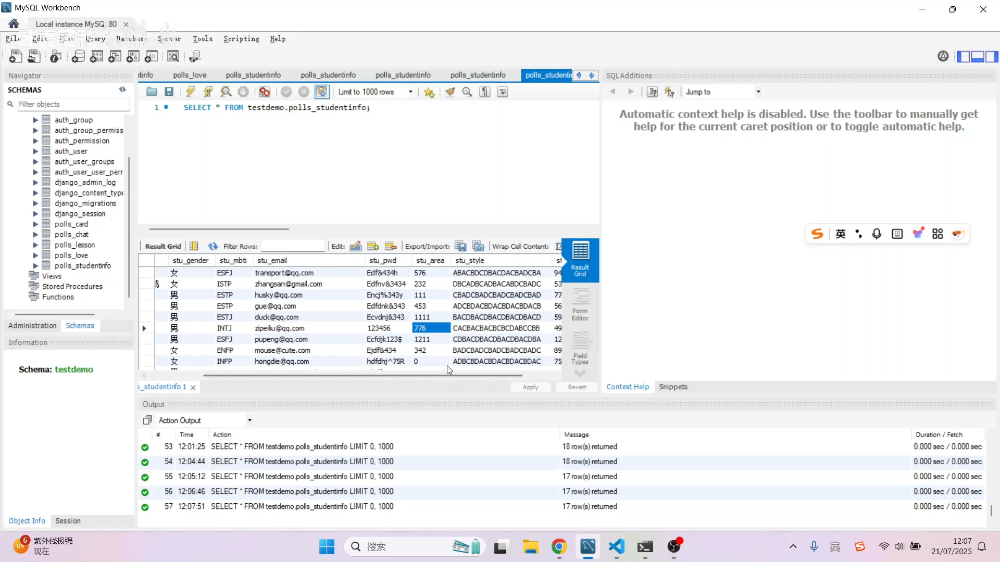 MySQL Workbench
Local instance MySQL80
File Edit View Query Database Server Tools Scripting Help
Navigator
SCHEMAS
Filter objects
auth_group
auth_group_permiss
auth_permission
auth_user
auth_user_groups
auth_user_user_perr
django_admin_log
django_content_type
django_migrations
django_session
polls_card
polls_chat
polls_lesson
polls_love
polls_studentinfo
Views
Stored Procedures
Functions
Administration Schemas
Information
Schema: testdemo
Object Info Session
tinfo polls_love polls_studentinfo polls_studentinfo polls_studentinfo polls_studentinfo polls_studenti
Limit to 1000 rows
1 SELECT * FROM testdemo.polls_studentinfo;
Result Grid Filter Rows: Edit: Export/Import: Wrap Cell Content:
stu_gender stu_mbti stu_email stu_pwd stu_area stu_style st
女 ESFJ transport@qq.com Edf&434h 576 ABACBDCDBACDACBADCBA 94
女 ISTP zhangsan@gmail.com Edfnv&3434 232 DBCADBCADBACABDCBADC 53
男 ESTP husky@qq.com Encj%343y 111 CBADCBADCBADCBADCBAD 77
男 ESTP gue@qq.com Edfdnk&343 453 ADCBDACBDACBDACBDACB 56
男 ESTJ duck@qq.com Ecvdnj&343 1111 BACDBACDBACDBACDBACD 59
男 INTJ zipeiliu@qq.com 123456 776 CACBACBACBCBCDABCCBB 49
男 ESFJ pupeng@qq.com Ecfdjk123$ 1211 CDBACDBACDBACDBACDBA 12
女 ENFP mouse@cute.com Ejdf&434 342 BADCBADCBADCBADCBADC 89
女 INFP hongdie@qq.com hdfdhj^75R 0 ADBCBDACBDACBDACBDAC 75
Result Grid
Form Editor
Field Types
s_studentinfo 1
Apply Revert
SQLAdditions
Jump to
Automatic context help is disabled. Use the toolbar to manually get
help for the current caret position or to toggle automatic help.
英
Context Help Snippets
Output
Action Output
# Time Action Message Duration / Fetch
53 12:01:25 SELECT * FROM testdemo.polls_studentinfo LIMIT 0, 1000 18 row(s) returned 0.000 sec / 0.000 sec
54 12:04:44 SELECT * FROM testdemo.polls_studentinfo LIMIT 0, 1000 18 row(s) returned 0.000 sec / 0.000 sec
55 12:05:12 SELECT * FROM testdemo.polls_studentinfo LIMIT 0, 1000 17 row(s) returned 0.000 sec / 0.000 sec
56 12:06:46 SELECT * FROM testdemo.polls_studentinfo LIMIT 0, 1000 17 row(s) returned 0.000 sec / 0.000 sec
57 12:07:51 SELECT * FROM testdemo.polls_studentinfo LIMIT 0, 1000 17 row(s) returned 0.000 sec / 0.000 sec
UV 6 紫外线极强
现在
搜索
英
12:07
21/07/2025